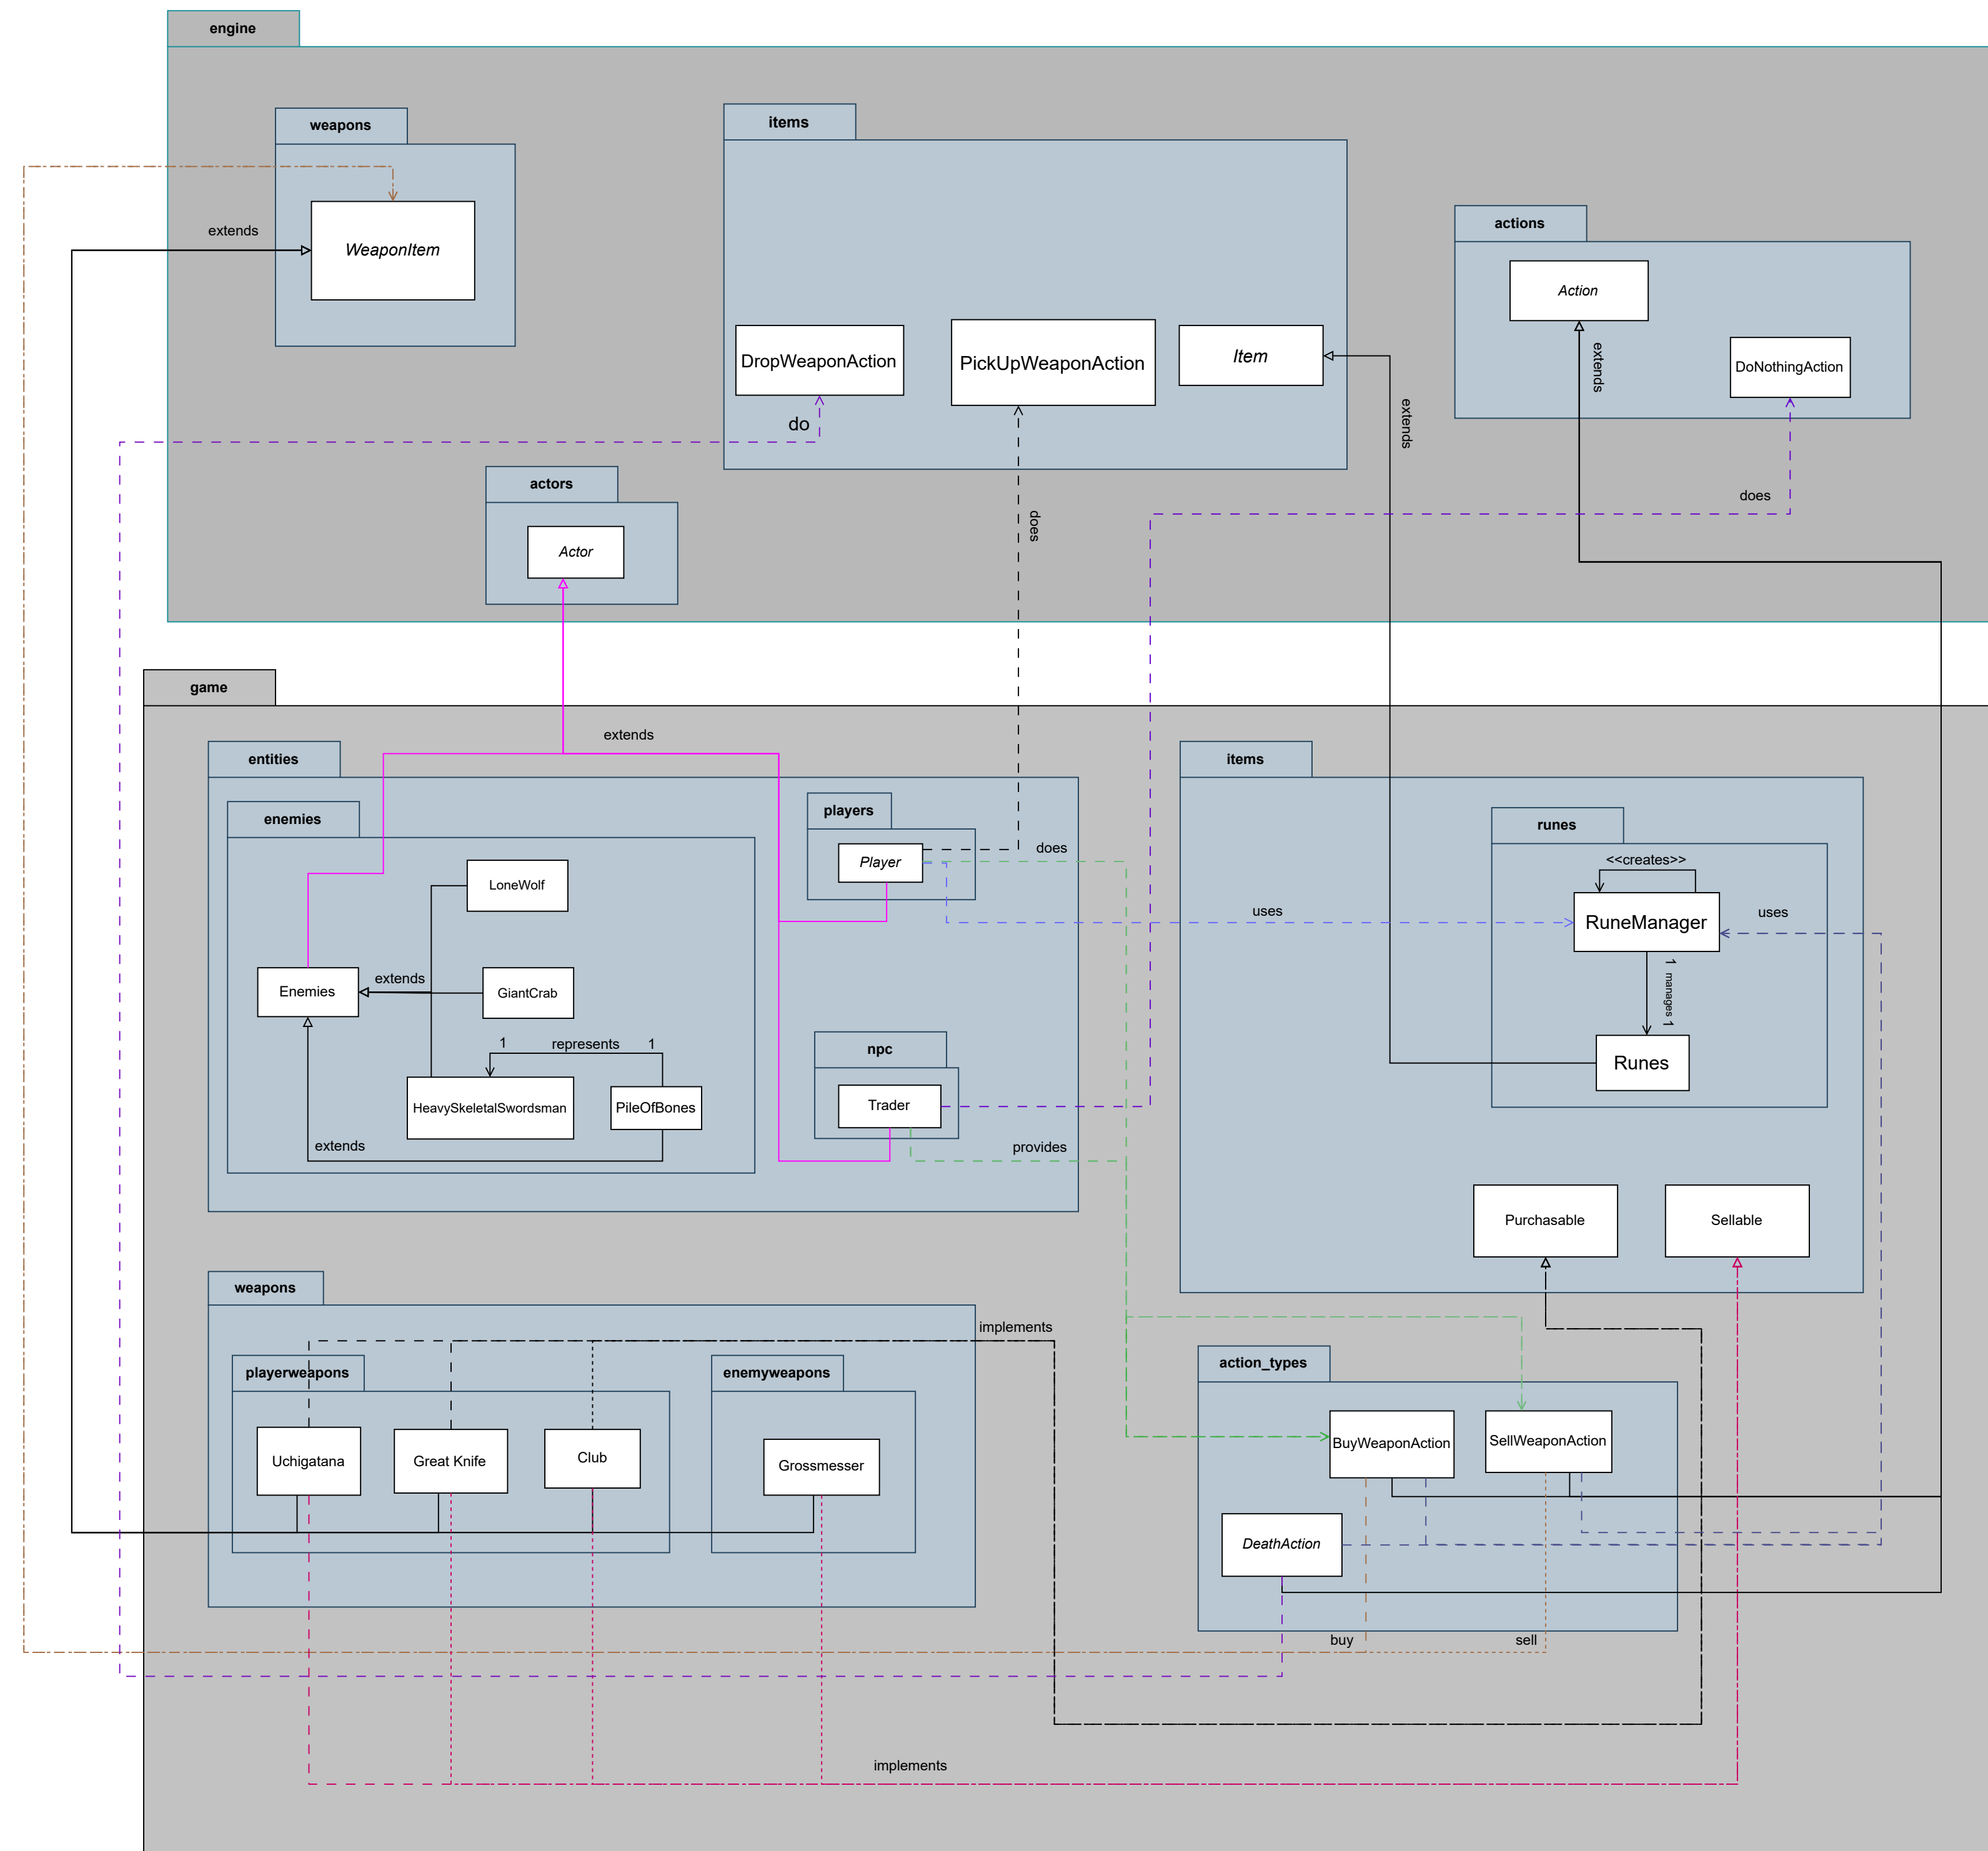 engine
weapons
items
WeaponItem
extends
actions
Action
DropWeaponAction
PickUpWeaponAction
Item
extends
DoNothingAction
do
extends
actors
does
does
Actor
game
extends
entities
items
enemies
players
runes
Player
does
<<creates>>
LoneWolf
RuneManager
uses
uses
Enemies
extends
GiantCrab
1
manages
1
1
represents
1
npc
Runes
HeavySkeletalSwordsman
PileOfBones
Trader
extends
provides
Purchasable
Sellable
weapons
implements
playerweapons
enemyweapons
action_types
Uchigatana
Great Knife
Club
Grossmesser
BuyWeaponAction
SellWeaponAction
DeathAction
buy
sell
implements